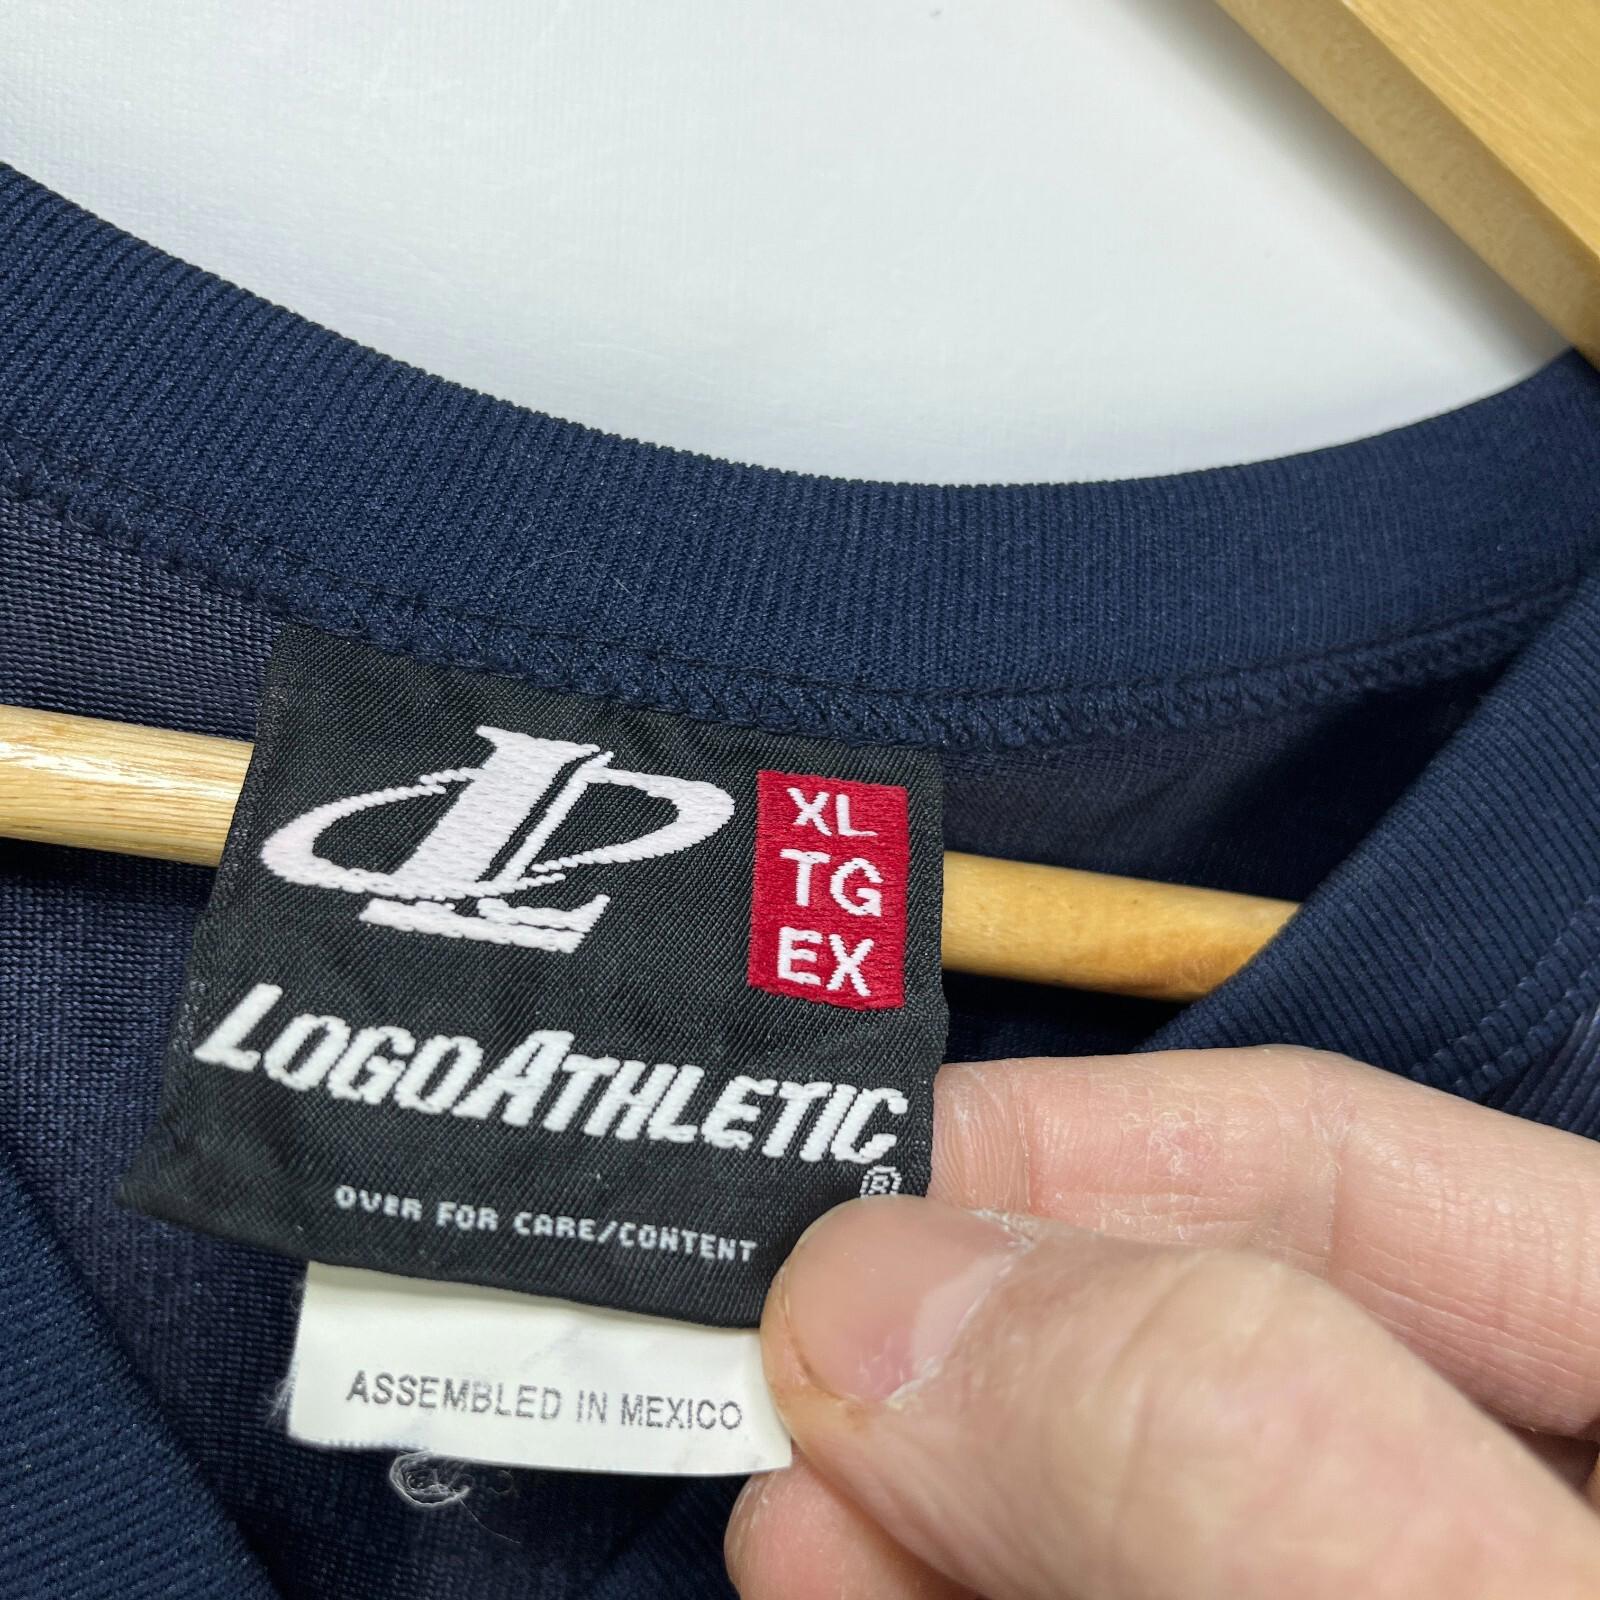 XL
TG
EX
LOGOATHLETIC®
OVER FOR CARE/CONTENT
ASSEMBLED IN MEXICO